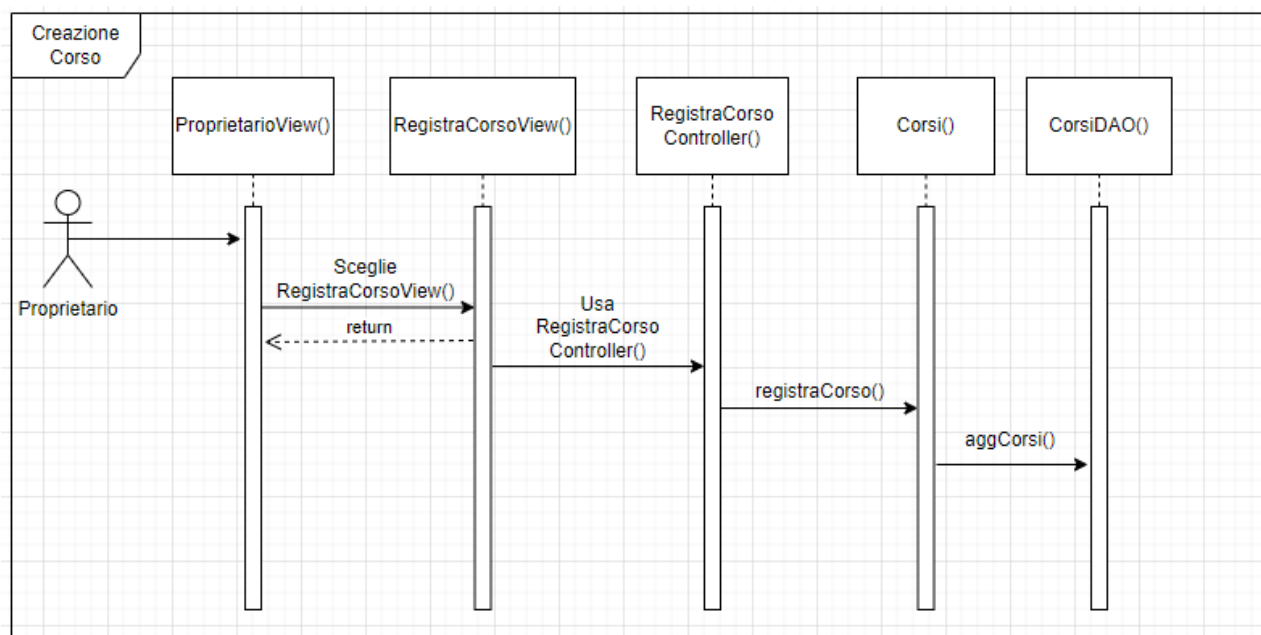 Creazione
Corso
ProprietarioView()
RegistraCorsoView()
RegistraCorso
Controller()
Corsi()
CorsiDAO()
Proprietario
Sceglie
RegistraCorsoView()
return
Usa
RegistraCorso
Controller()
registraCorso()
aggCorsi()